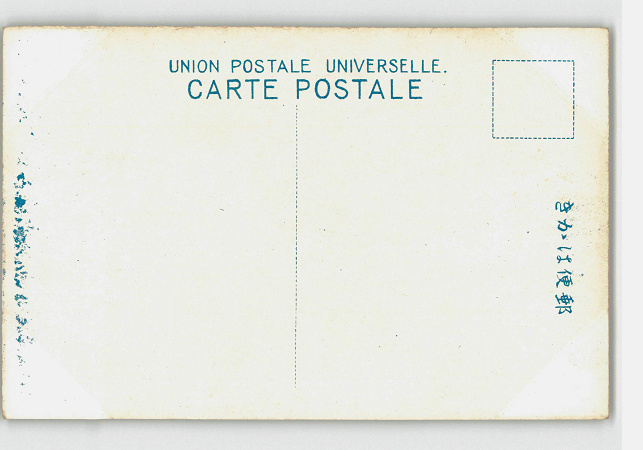 UNION POSTALE UNIVERSELLE.
CARTE POSTALE
郵便はがき